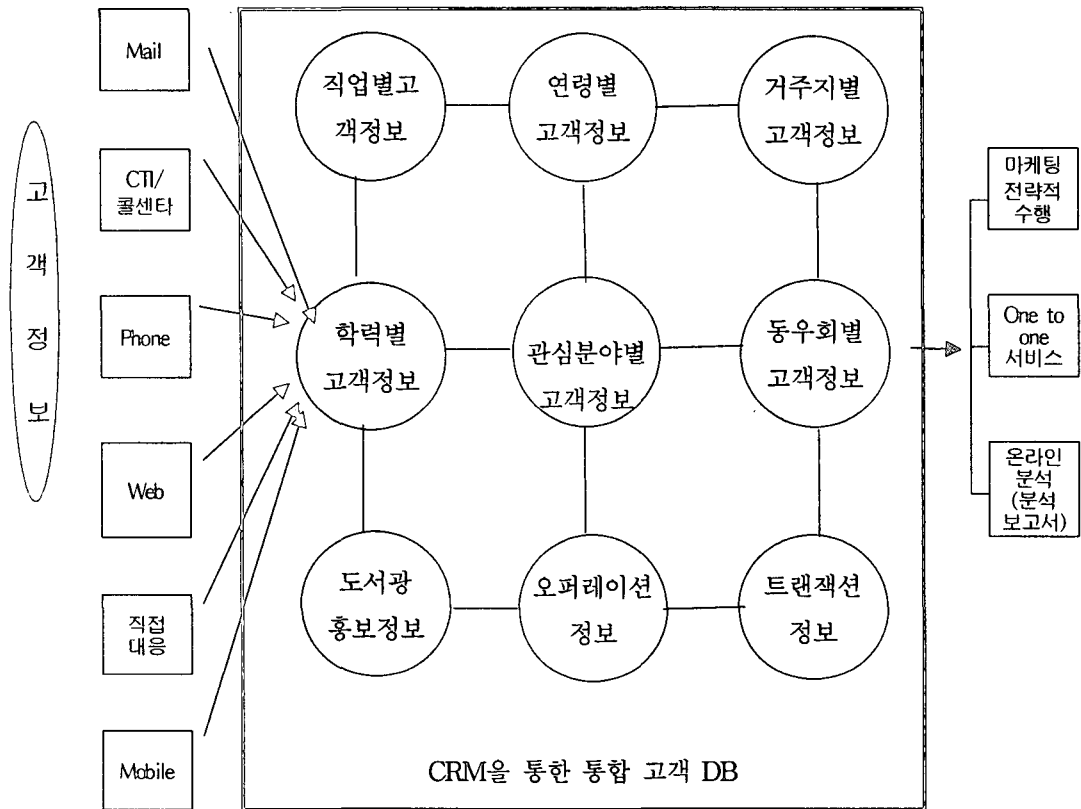 고
객
정
보
Mail
CTI/
콜센타
Phone
Web
직접
대응
Mobile
직업별고
객정보
연령별
고객정보
거주지별
고객정보
학력별
고객정보
관심분야별
고객정보
동우회별
고객정보
도서광
홍보정보
오퍼레이션
정보
트랜잭션
정보
CRM을 통한 통합 고객 DB
마케팅
전략적
수행
One to
one
서비스
온라인
분석
(분석
보고서)